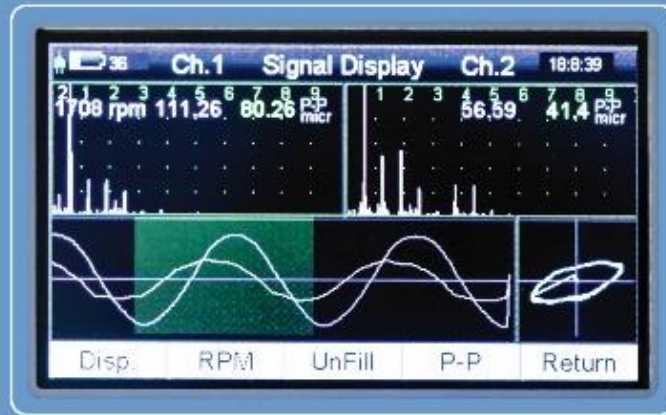 36 Ch.1 Signal Display Ch.2 18:8:39
2 1 2 3 4 5 6 7 8 9 1 2 3 4 5 6 7 8 9
1708 rpm 111,26 80.26 P-P micr 56,59 41,4 P-P micr
Disp. RPM UnFill P-P Return